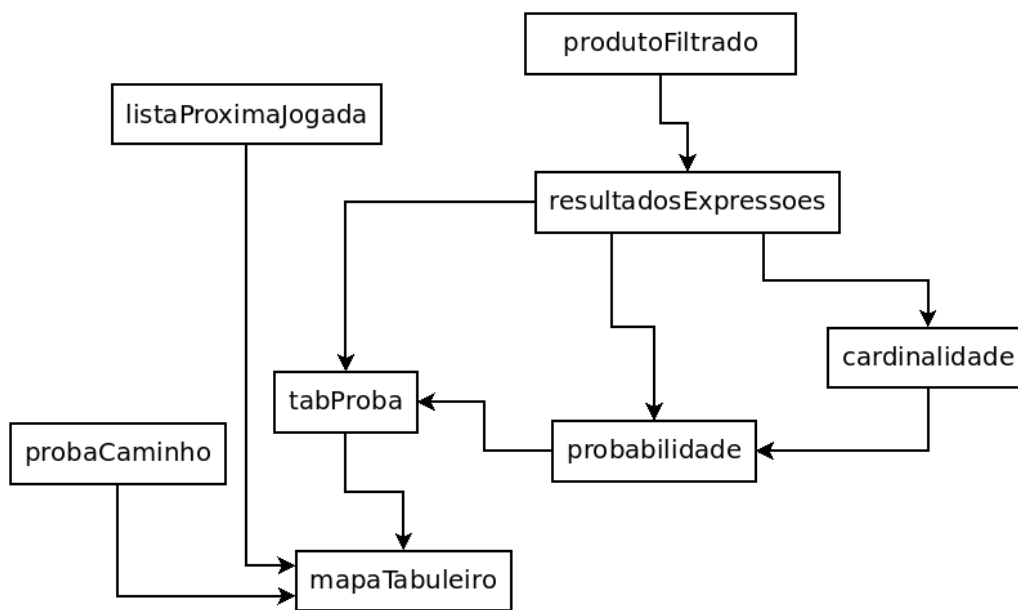 produtoFiltrado
listaProximaJogada
resultadosExpressoes
cardinalidade
tabProba
probaCaminho
probabilidade
mapaTabuleiro